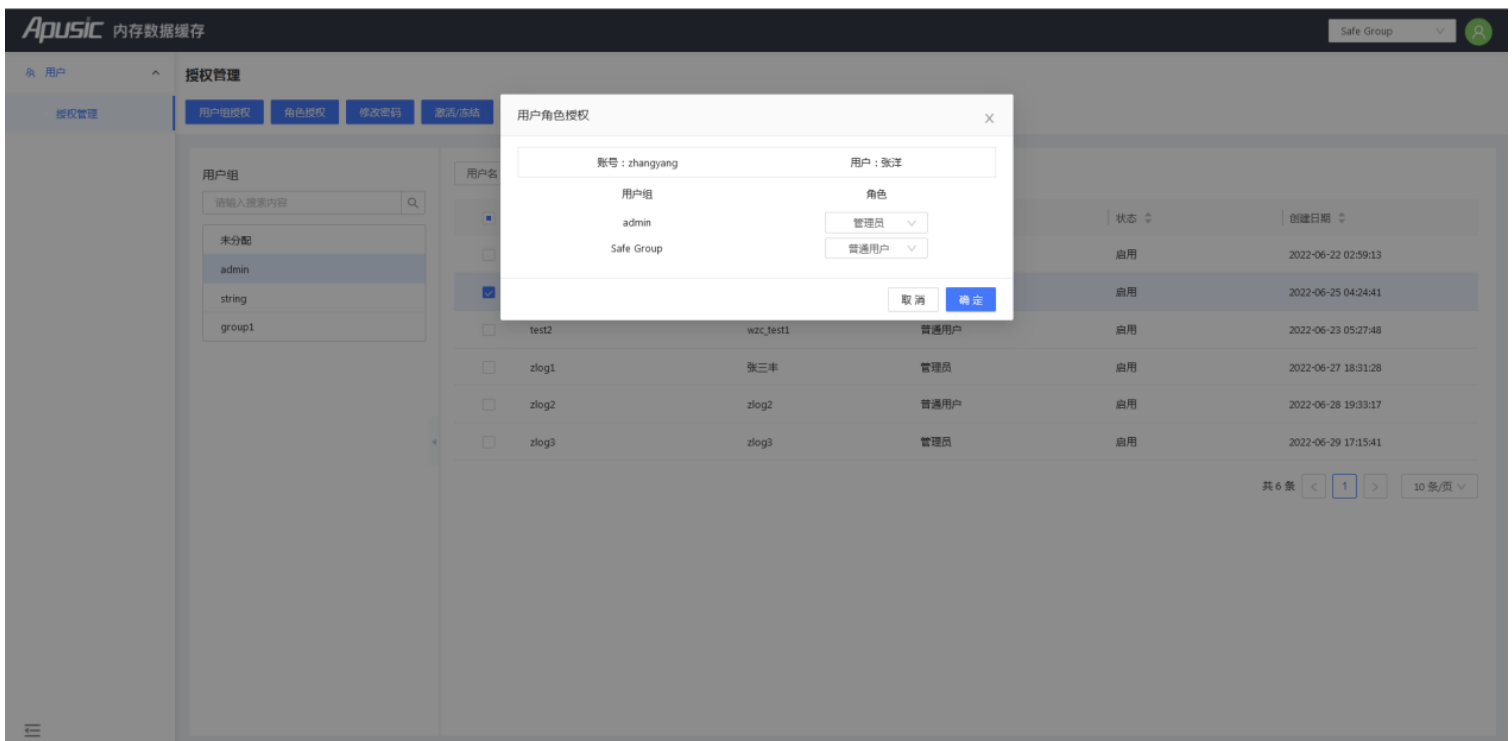 Apusic 内存数据缓存
Safe Group
用户
授权管理
授权管理
用户组授权 角色授权 修改密码 激活/冻结
用户角色授权
账号：zhangyang 用户：张洋
用户组 角色
admin 管理员
Safe Group 普通用户
取 消 确 定
用户组
请输入搜索内容
未分配
admin
string
group1
用户名
状态 创建日期
启用 2022-06-22 02:59:13
启用 2022-06-25 04:24:41
test2 wzc_test1 普通用户 启用 2022-06-23 05:27:48
zlog1 张三丰 管理员 启用 2022-06-27 18:31:28
zlog2 zlog2 普通用户 启用 2022-06-28 19:33:17
zlog3 zlog3 管理员 启用 2022-06-29 17:15:41
共 6 条 < 1 > 10 条/页